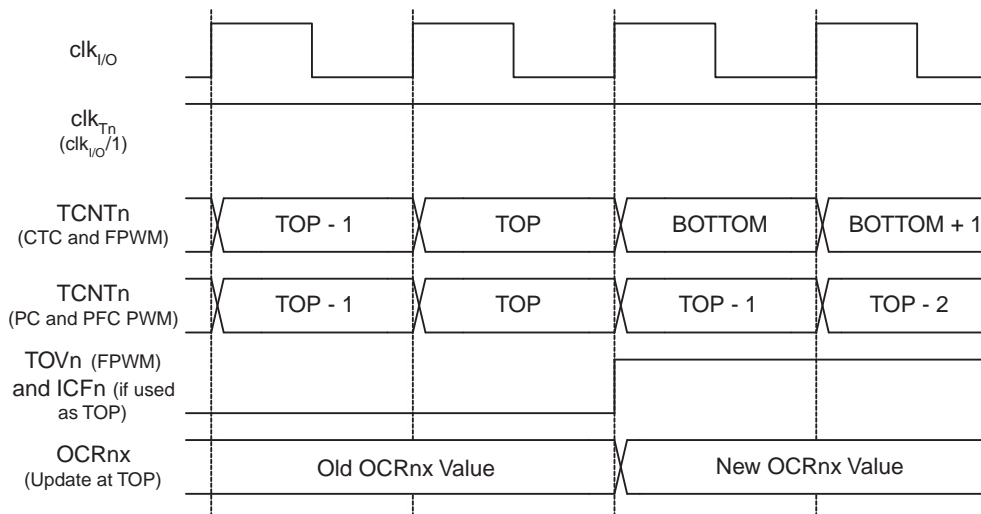 clkI/O
clkTn
(clkI/O/1)
TCNTn
(CTC and FPWM)
TOP - 1
TOP
BOTTOM
BOTTOM + 1
TCNTn
(PC and PFC PWM)
TOP - 1
TOP
TOP - 1
TOP - 2
TOVn (FPWM)
and ICFn (if used
as TOP)
OCRnx
(Update at TOP)
Old OCRnx Value
New OCRnx Value